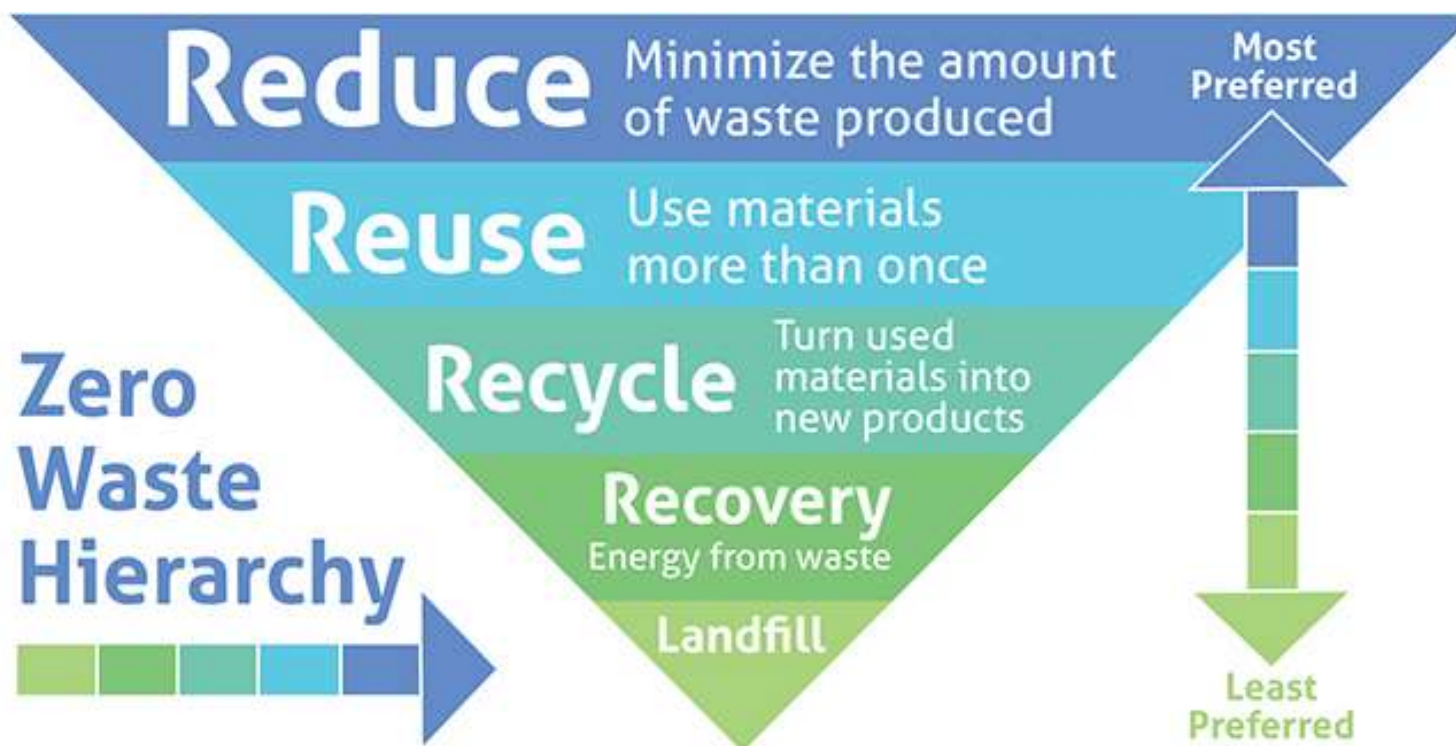 Reduce
Minimize the amount
of waste produced
Most
Preferred
Reuse
Use materials
more than once
Recycle
Turn used
materials into
new products
Recovery
Energy from waste
Landfill
Zero
Waste
Hierarchy
Least
Preferred